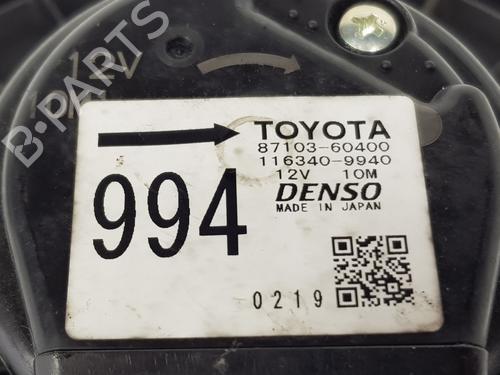 TOYOTA
87103-60400
116340-9940
12V 10M
DENSO
MADE IN JAPAN
994
0219
B-PARTS